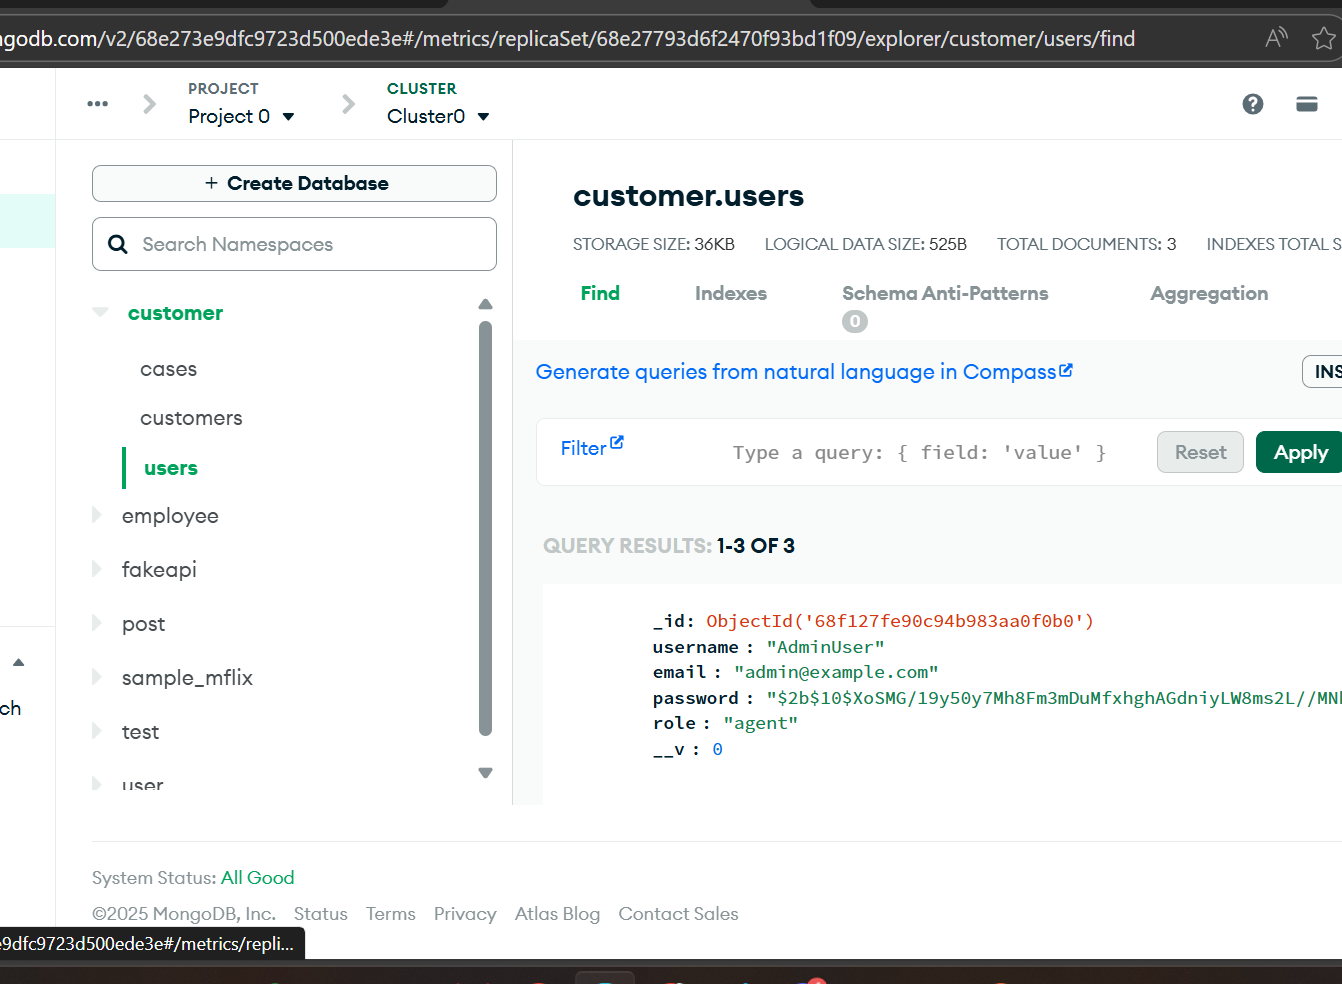 ngodb.com/v2/68e273e9dfc9723d500ede3e#/metrics/replicaSet/68e27793d6f2470f93bd1f09/explorer/customer/users/find
PROJECT
Project 0
CLUSTER
Cluster0
+ Create Database
Search Namespaces
customer
cases
customers
users
employee
fakeapi
post
sample_mflix
test
user
ch
customer.users
STORAGE SIZE: 36KB LOGICAL DATA SIZE: 525B TOTAL DOCUMENTS: 3 INDEXES TOTAL S
Find Indexes Schema Anti-Patterns Aggregation
0
Generate queries from natural language in Compass
INS
Filter Type a query: { field: 'value' } Reset Apply
QUERY RESULTS: 1-3 OF 3
_id: ObjectId('68f127fe90c94b983aa0f0b0')
username : "AdminUser"
email : "admin@example.com"
password : "$2b$10$XoSMG/19y50y7Mh8Fm3mDuMfxhghAGdniyLW8ms2L//MN
role : "agent"
__v : 0
System Status: All Good
©2025 MongoDB, Inc. Status Terms Privacy Atlas Blog Contact Sales
e9dfc9723d500ede3e#/metrics/repli...